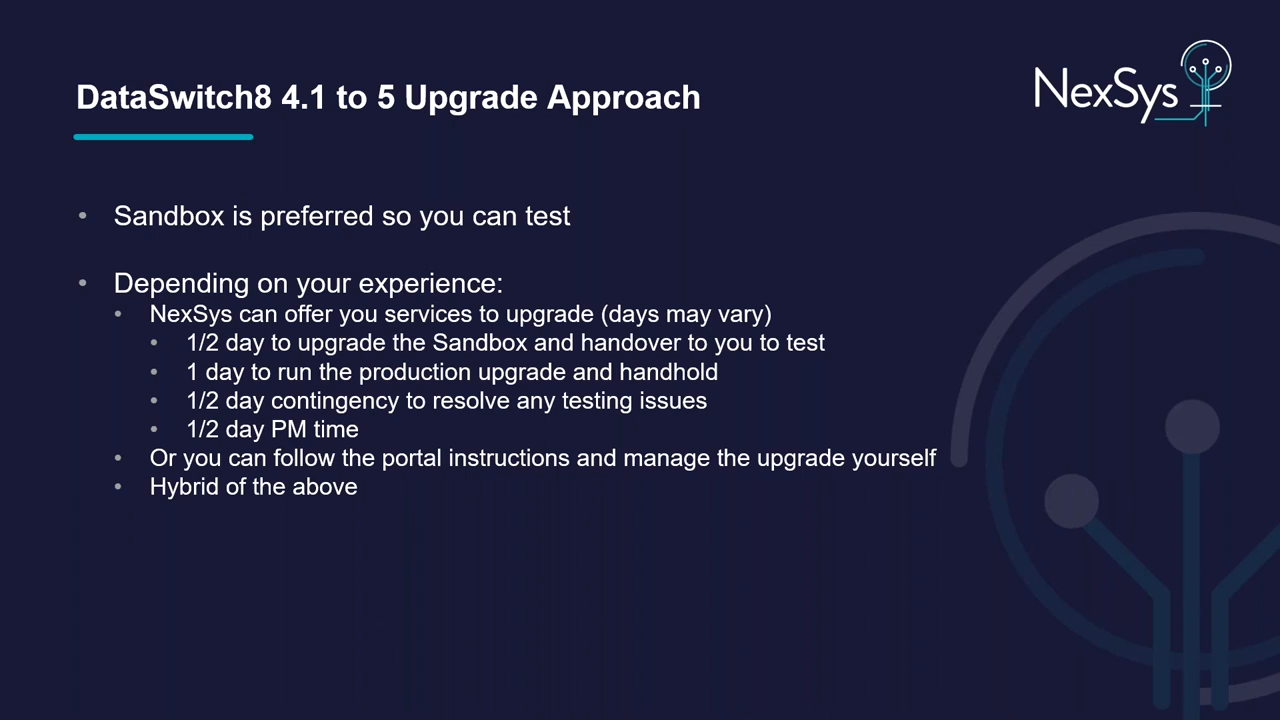 NexSys
DataSwitch8 4.1 to 5 Upgrade Approach
• Sandbox is preferred so you can test
• Depending on your experience:
• NexSys can offer you services to upgrade (days may vary)
• 1/2 day to upgrade the Sandbox and handover to you to test
• 1 day to run the production upgrade and handhold
• 1/2 day contingency to resolve any testing issues
• 1/2 day PM time
• Or you can follow the portal instructions and manage the upgrade yourself
• Hybrid of the above